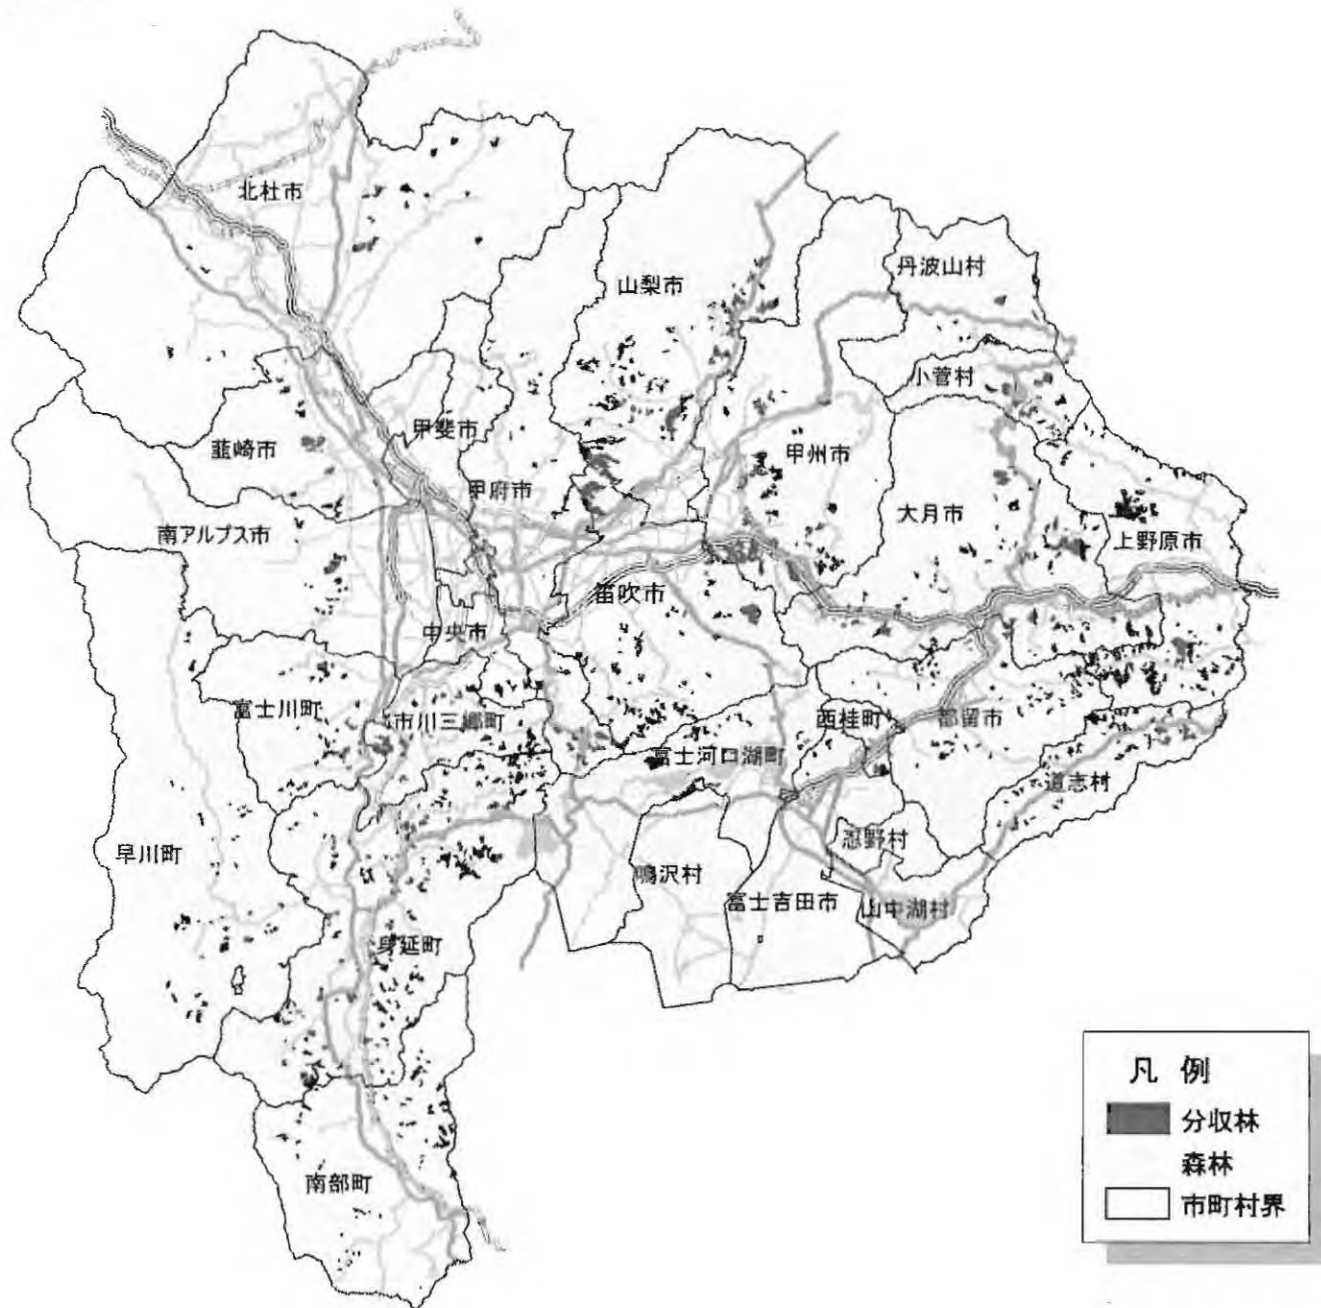 北杜市
丹波山村
山梨市
小菅村
甲斐市
韮崎市
甲州市
甲府市
大月市
南アルプス市
上野原市
笛吹市
中央市
富士川町
市川三郷町
西桂町
都留市
富士河口湖町
道志村
早川町
忍野村
鳴沢村
富士吉田市
山中湖村
身延町
南部町
凡例
分収林
森林
市町村界